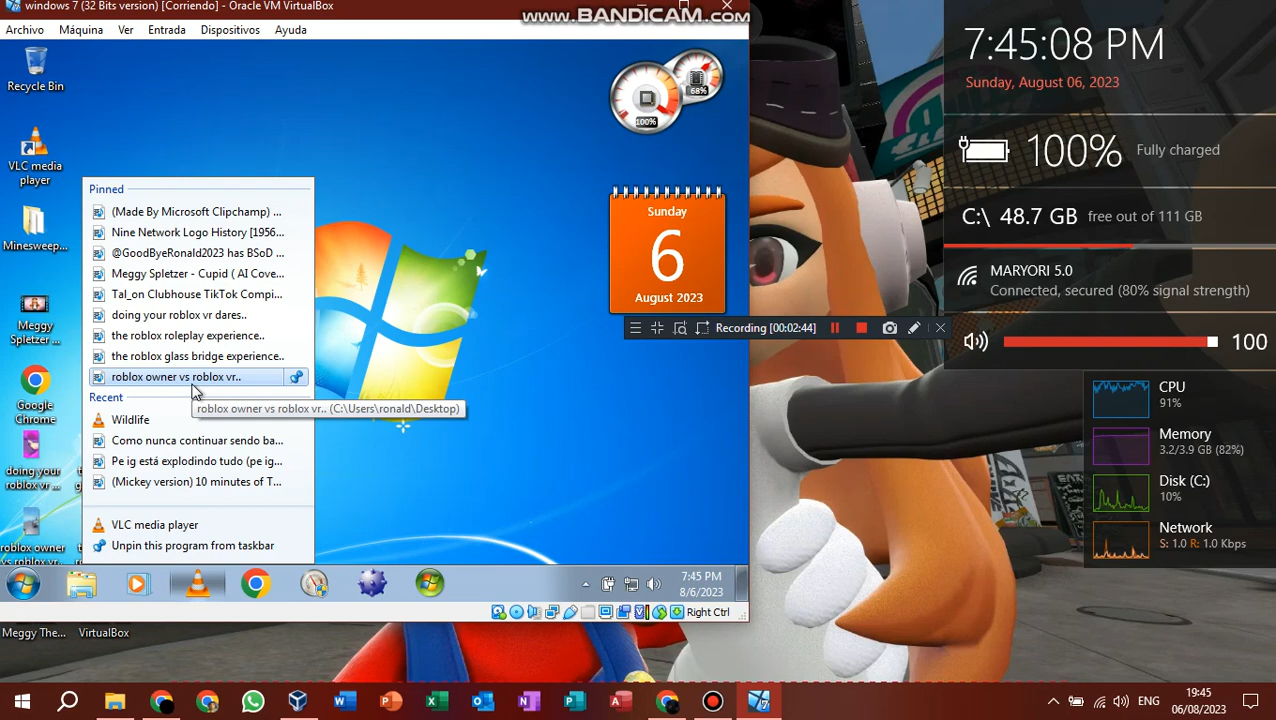 windows 7 (32 Bits version) [Corriendo] - Oracle VM VirtualBox
www.BANDICAM.com
Archivo Máquina Ver Entrada Dispositivos Ayuda
Recycle Bin
VLC media
player
Minesweep...
Meggy
Spletzer ...
Google
Chrome
doing your
roblox vr ...
roblox owner
vs roblox vr..
68%
100%
Sunday
6
August 2023
Pinned
(Made By Microsoft Clipchamp) ...
Nine Network Logo History [1956...
@GoodByeRonald2023 has BSoD ...
Meggy Spletzer - Cupid ( AI Cove...
Tal_on Clubhouse TikTok Compi...
doing your roblox vr dares..
the roblox roleplay experience..
the roblox glass bridge experience..
roblox owner vs roblox vr..
roblox owner vs roblox vr.. (C:\Users\ronald\Desktop)
Recent
Wildlife
Como nunca continuar sendo ba...
Pe ig está explodindo tudo (pe ig...
(Mickey version) 10 minutes of T...
VLC media player
Unpin this program from taskbar
7:45 PM
8/6/2023
Right Ctrl
Recording [00:02:44]
7:45:08 PM
Sunday, August 06, 2023
100% Fully charged
C:\ 48.7 GB free out of 111 GB
MARYORI 5.0
Connected, secured (80% signal strength)
100
CPU
91%
Memory
3.2/3.9 GB (82%)
Disk (C:)
10%
Network
S: 1.0 R: 1.0 Kbps
Meggy The... VirtualBox
ENG
19:45
06/08/2023